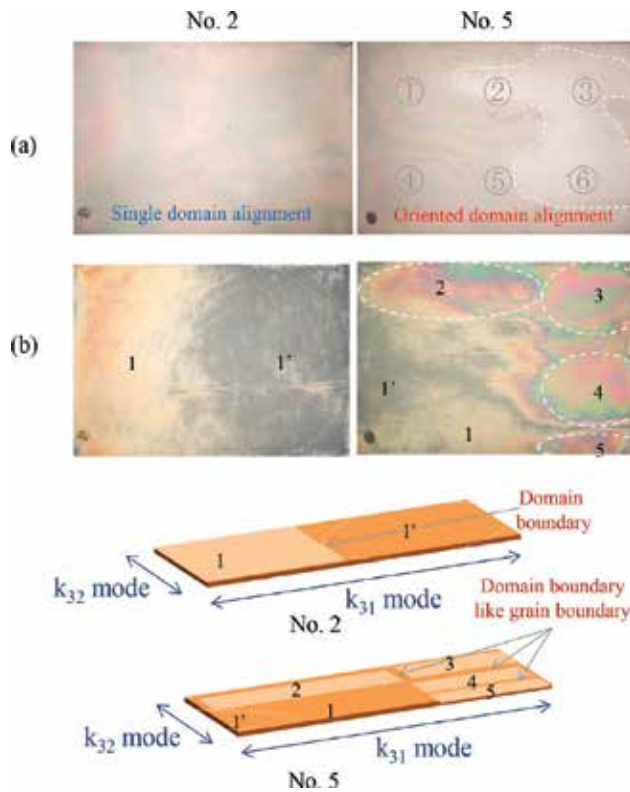 No. 2
No. 5
(a)
①
②
③
④
⑤
⑥
Single domain alignment
Oriented domain alignment
(b)
1
1'
2
3
1'
4
1
5
Domain
boundary
1
1'
k32 mode
k31 mode
No. 2
Domain boundary
like grain boundary
2
3
4
1'
1
5
k32 mode
k31 mode
No. 5